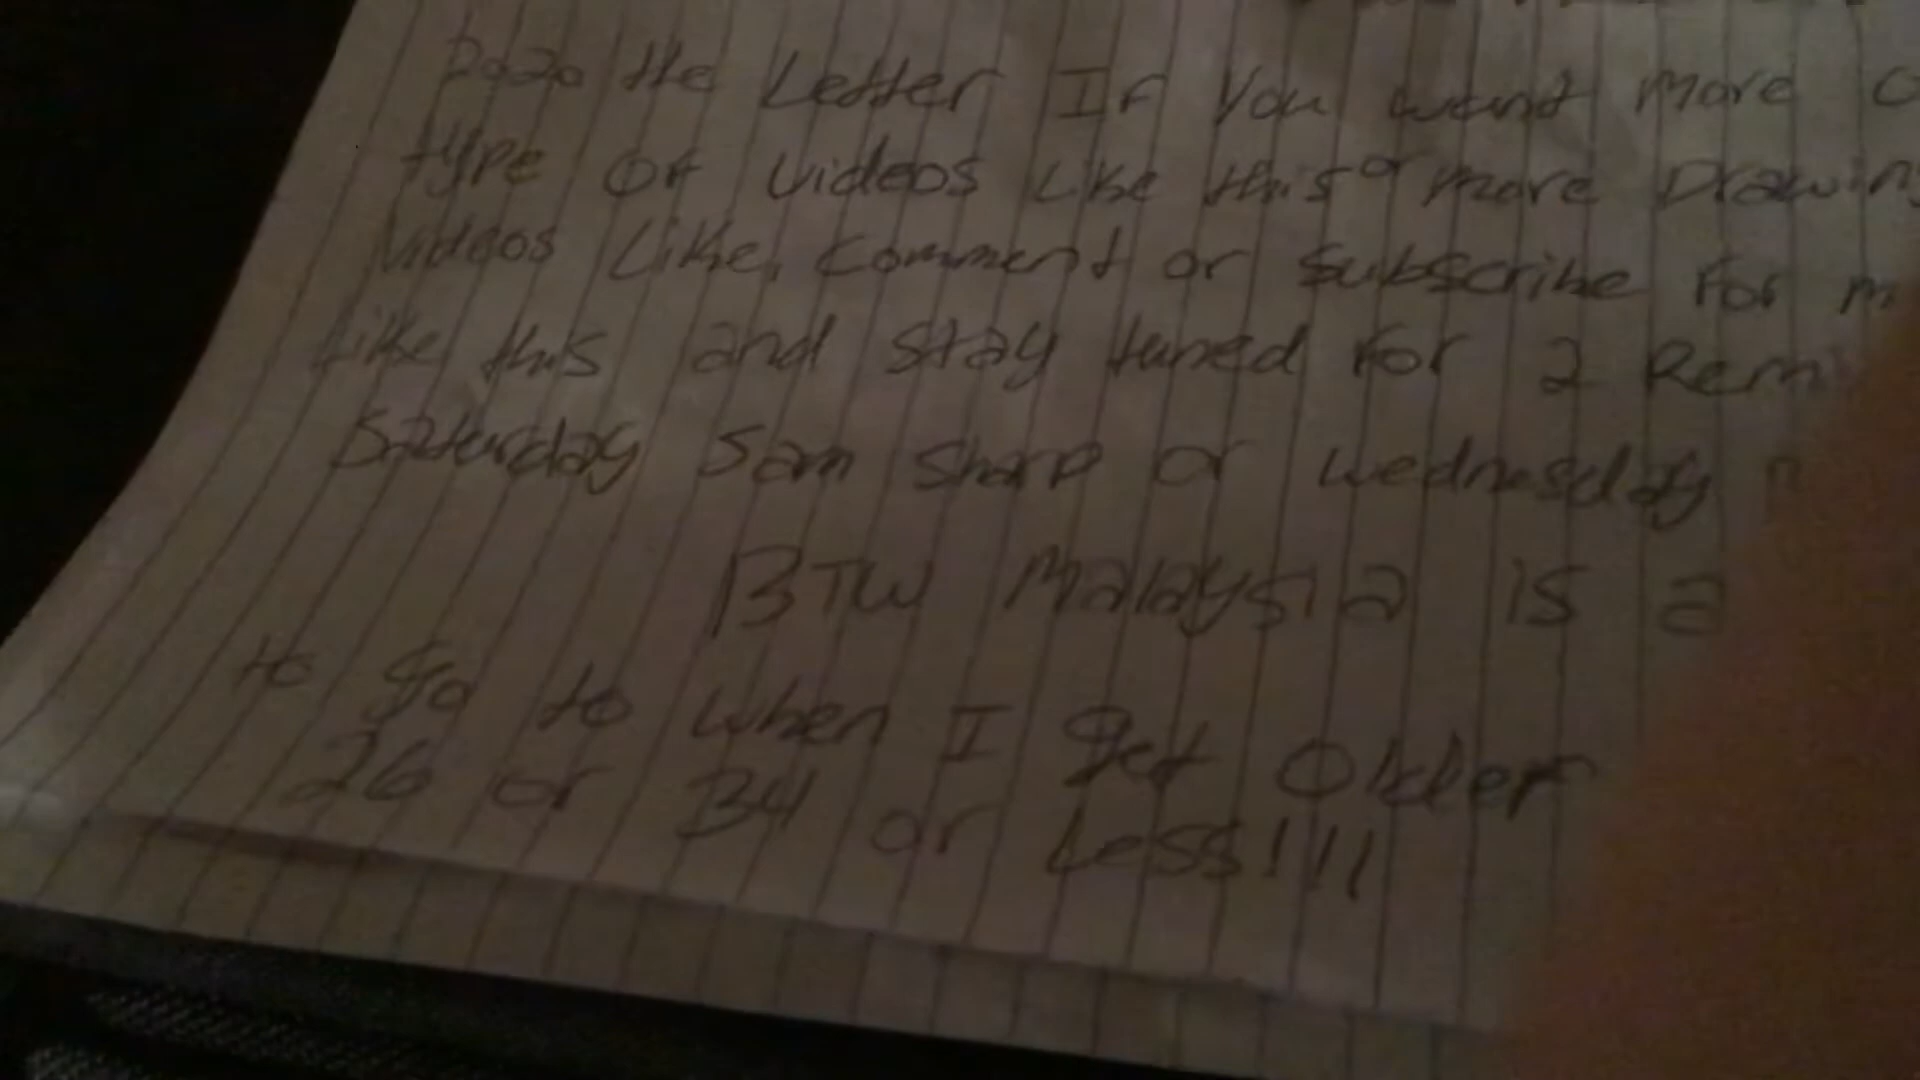 2020 the Letter If You want more
type of videos Like this or more Drawing
videos Like, Comment or Subscribe For
Like this and stay tuned for 2
Saturday 5am sharp or wednesday
BTW Malaysia is a
to go to when I get Older
26 or 34 or Less!!!